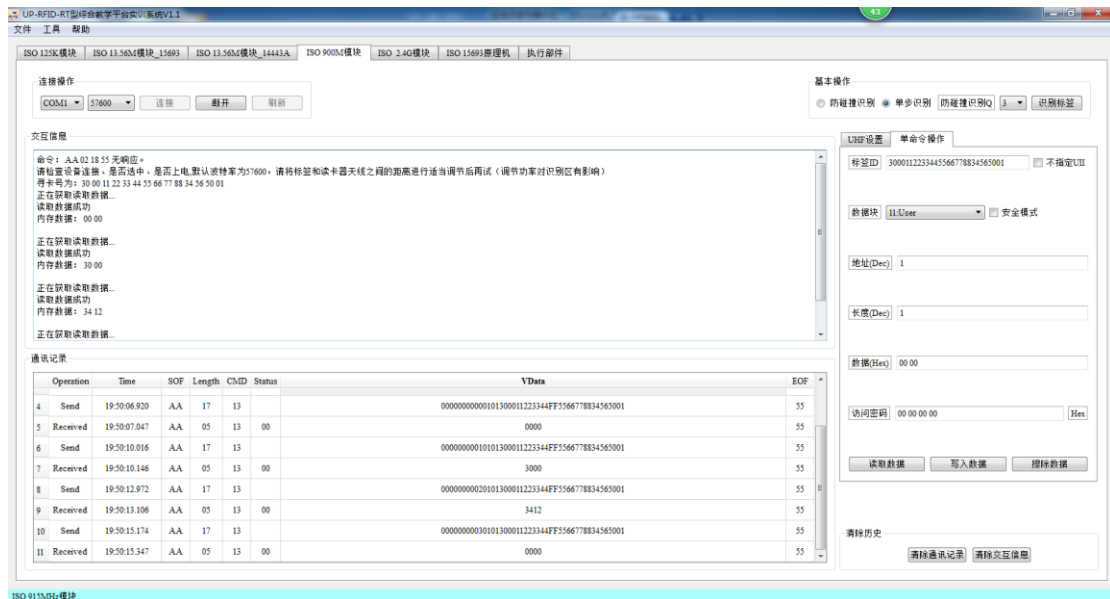 UP-RFID-RT型综合教学平台实训系统V1.1
43
文件 工具 帮助
ISO 125K模块 ISO 13.56M模块_15693 ISO 13.56M模块_14443A ISO 900M模块 ISO 2.4G模块 ISO 15693原理机 执行部件
连接操作
COM1 57600 连接 断开 刷新
基本操作
防碰撞识别 单步识别 防碰撞识别Q 3 识别标签
交互信息
命令： AA 02 18 55 无响应。
请检查设备连接、是否选中、是否上电,默认波特率为57600，请将标签和读卡器天线之间的距离进行适当调节后再试（调节功率对识别区有影响）
寻卡号为：30 00 11 22 33 44 55 66 77 88 34 56 50 01
正在获取读取数据...
读取数据成功
内存数据： 00 00
正在获取读取数据...
读取数据成功
内存数据： 30 00
正在获取读取数据...
读取数据成功
内存数据： 34 12
正在获取读取数据...
UHF设置 单命令操作
标签ID 3000112233445566778834565001 不指定UII
数据块 11:User 安全模式
地址(Dec) 1
长度(Dec) 1
数据(Hex) 00 00
访问密码 00 00 00 00 Hex
读取数据 写入数据 擦除数据
通讯记录
Operation Time SOF Length CMD Status VData EOF
4 Send 19:50:06.920 AA 17 13 00000000000101300011223344FF5566778834565001 55
5 Received 19:50:07.047 AA 05 13 00 0000 55
6 Send 19:50:10.016 AA 17 13 00000000010101300011223344FF5566778834565001 55
7 Received 19:50:10.146 AA 05 13 00 3000 55
8 Send 19:50:12.972 AA 17 13 00000000020101300011223344FF5566778834565001 55
9 Received 19:50:13.106 AA 05 13 00 3412 55
10 Send 19:50:15.174 AA 17 13 00000000030101300011223344FF5566778834565001 55
11 Received 19:50:15.347 AA 05 13 00 0000 55
清除历史
清除通讯记录 清除交互信息
ISO 915MHz模块